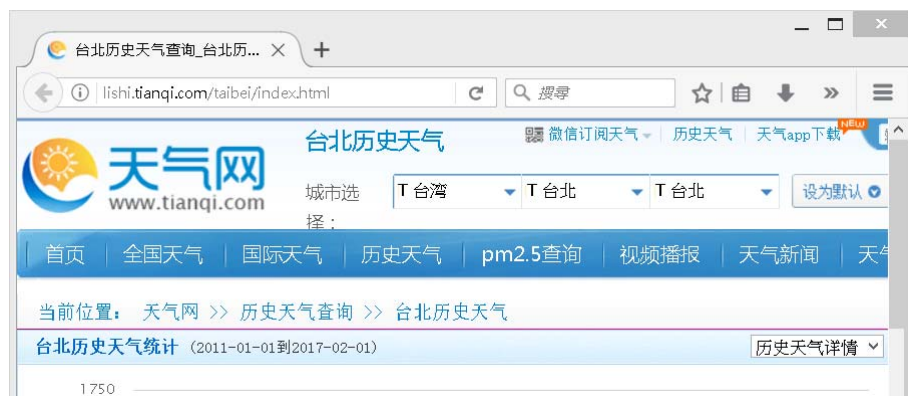 台北历史天气查询_台北历...
lishi.tianqi.com/taibei/index.html
搜尋
天气网
www.tianqi.com
台北历史天气
微信订阅天气
历史天气
天气app下载
NEW
城市选择：
T 台湾
T 台北
T 台北
设为默认
首页 全国天气 国际天气 历史天气 pm2.5查询 视频播报 天气新闻
当前位置： 天气网 >> 历史天气查询 >> 台北历史天气
台北历史天气统计 (2011-01-01到2017-02-01)
历史天气详情
1750